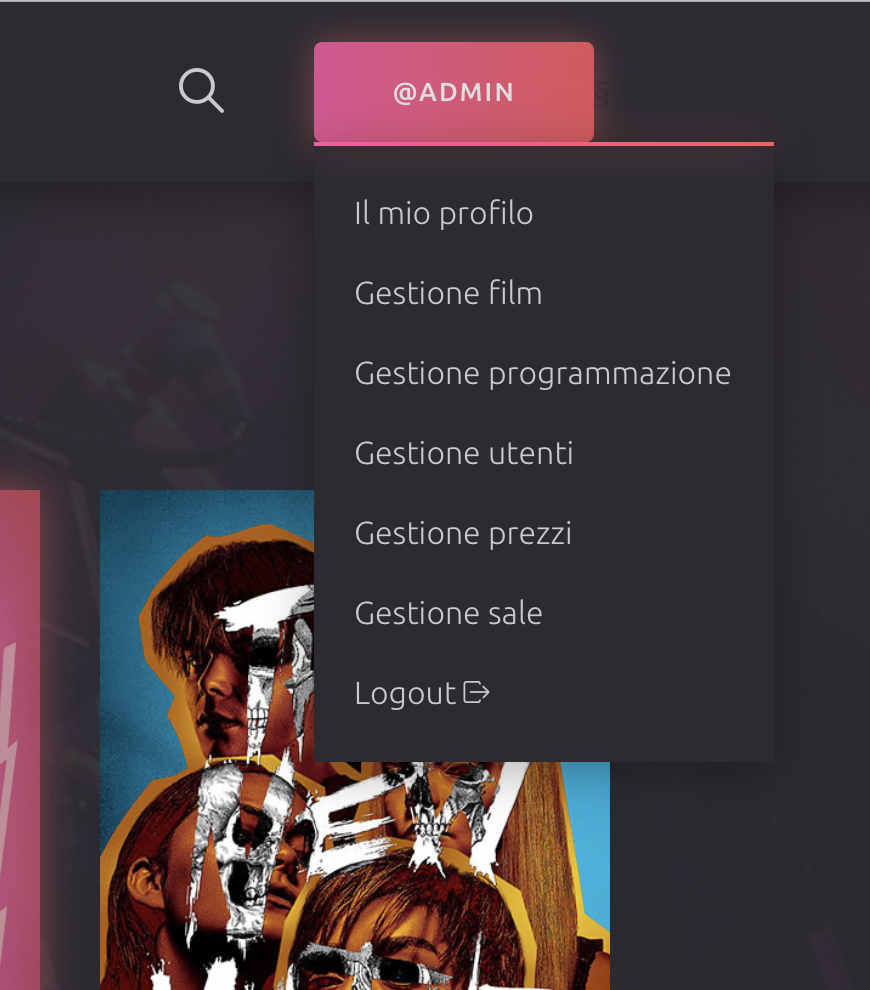 @ADMIN
Il mio profilo
Gestione film
Gestione programmazione
Gestione utenti
Gestione prezzi
Gestione sale
Logout